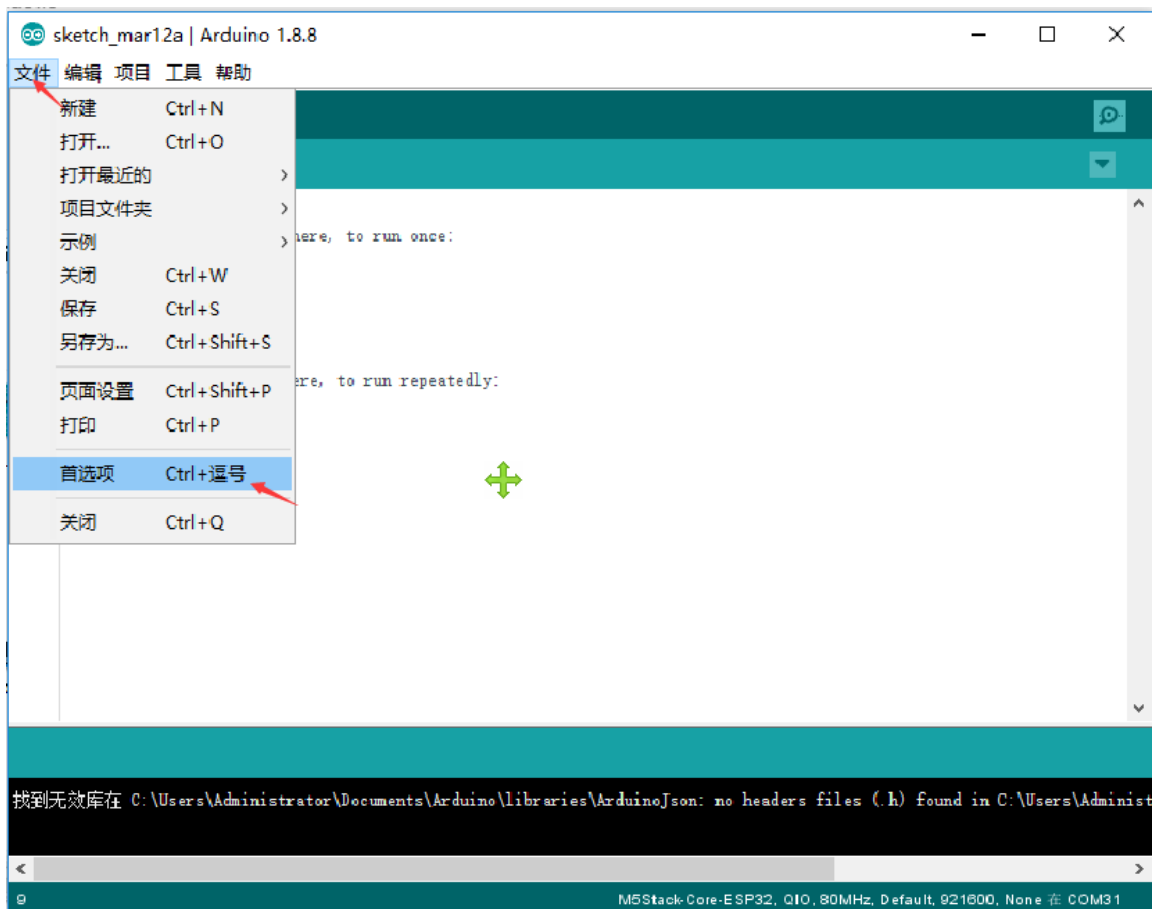 sketch_mar12a | Arduino 1.8.8
文件 编辑 项目 工具 帮助
新建 Ctrl+N
打开... Ctrl+O
打开最近的
项目文件夹
示例
here, to run once:
关闭 Ctrl+W
保存 Ctrl+S
另存为... Ctrl+Shift+S
ere, to run repeatedly:
页面设置 Ctrl+Shift+P
打印 Ctrl+P
首选项 Ctrl+逗号
关闭 Ctrl+Q
找到无效库在 C:\Users\Administrator\Documents\Arduino\libraries\ArduinoJson: no headers files (.h) found in C:\Users\Administ
9 M5Stack-Core-ESP32, QIO, 80MHz, Default, 921600, None 在 COM31